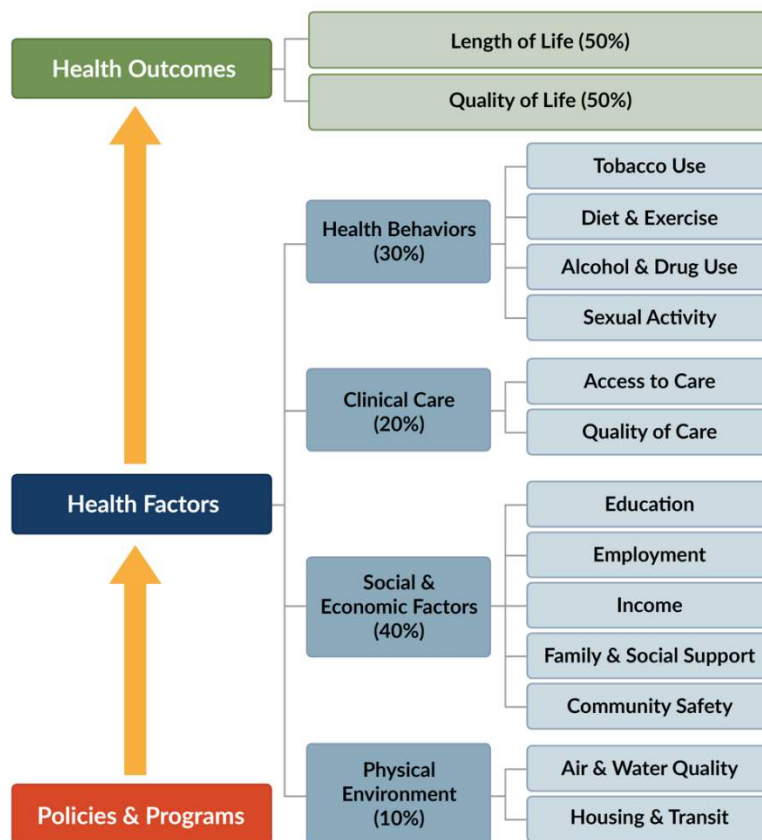 Health Outcomes
Length of Life (50%)
Quality of Life (50%)
Health Factors
Health Behaviors
(30%)
Tobacco Use
Diet & Exercise
Alcohol & Drug Use
Sexual Activity
Clinical Care
(20%)
Access to Care
Quality of Care
Social &
Economic Factors
(40%)
Education
Employment
Income
Family & Social Support
Community Safety
Physical
Environment
(10%)
Air & Water Quality
Housing & Transit
Policies & Programs